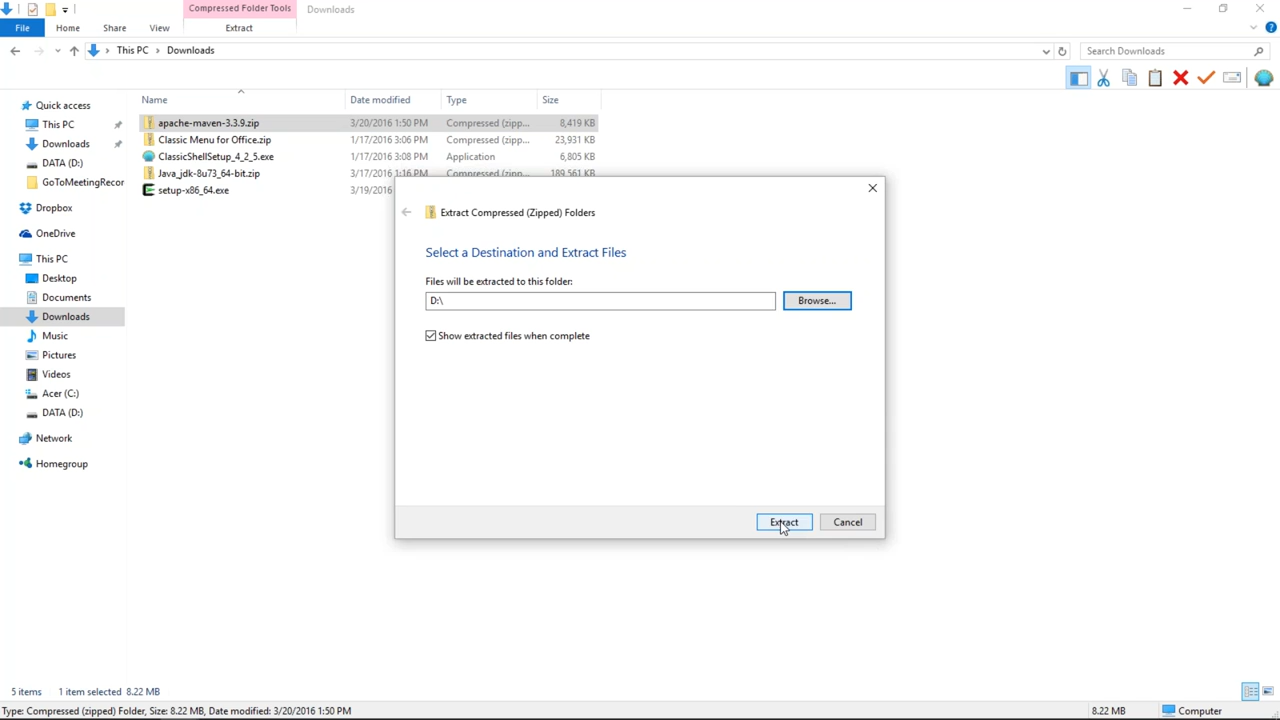 Compressed Folder Tools Downloads
File Home Share View Extract
This PC Downloads Search Downloads
Name Date modified Type Size
Quick access
This PC
Downloads
DATA (D:)
GoToMeetingRecor
Dropbox
OneDrive
This PC
Desktop
Documents
Downloads
Music
Pictures
Videos
Acer (C:)
DATA (D:)
Network
Homegroup
apache-maven-3.3.9.zip 3/20/2016 1:50 PM Compressed (zipp... 8,419 KB
Classic Menu for Office.zip 1/17/2016 3:06 PM Compressed (zipp... 23,931 KB
ClassicShellSetup_4_2_5.exe 1/17/2016 3:08 PM Application 6,805 KB
Java_jdk-8u73_64-bit.zip 3/17/2016 1:16 PM Compressed (zipp... 189,561 KB
setup-x86_64.exe 3/19/2016
Extract Compressed (Zipped) Folders
Select a Destination and Extract Files
Files will be extracted to this folder:
D:\ Browse...
Show extracted files when complete
Extract Cancel
5 items 1 item selected 8.22 MB
Type: Compressed (zipped) Folder, Size: 8.22 MB, Date modified: 3/20/2016 1:50 PM 8.22 MB Computer